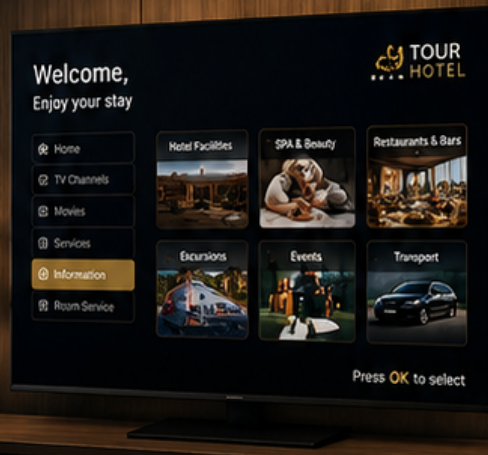 Welcome,
Enjoy your stay
TOUR
HOTEL
Home
TV Channels
Movies
Services
Information
Room Service
Hotel Facilities
SPA & Beauty
Restaurants & Bars
Excursions
Events
Transport
Press OK to select